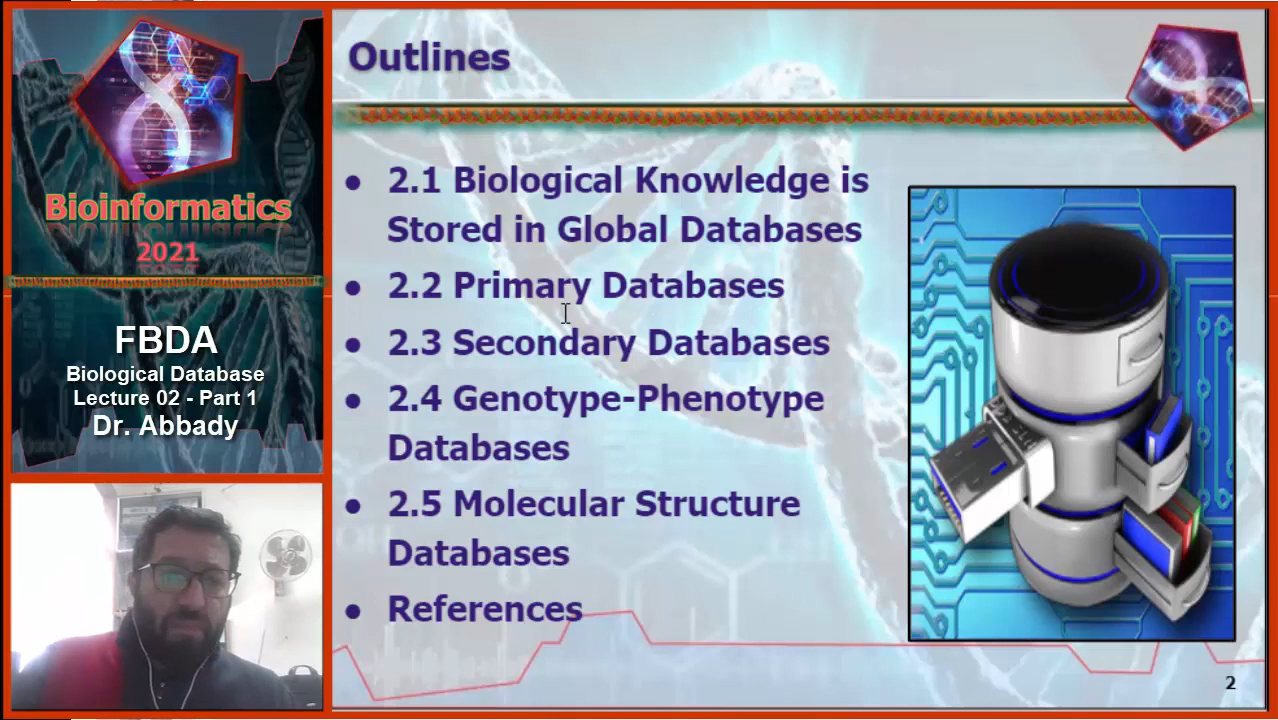 Outlines
Bioinformatics
2021
FBDA
Biological Database
Lecture 02 - Part 1
Dr. Abbady
• 2.1 Biological Knowledge is
Stored in Global Databases
• 2.2 Primary Databases
• 2.3 Secondary Databases
• 2.4 Genotype-Phenotype
Databases
• 2.5 Molecular Structure
Databases
• References
2